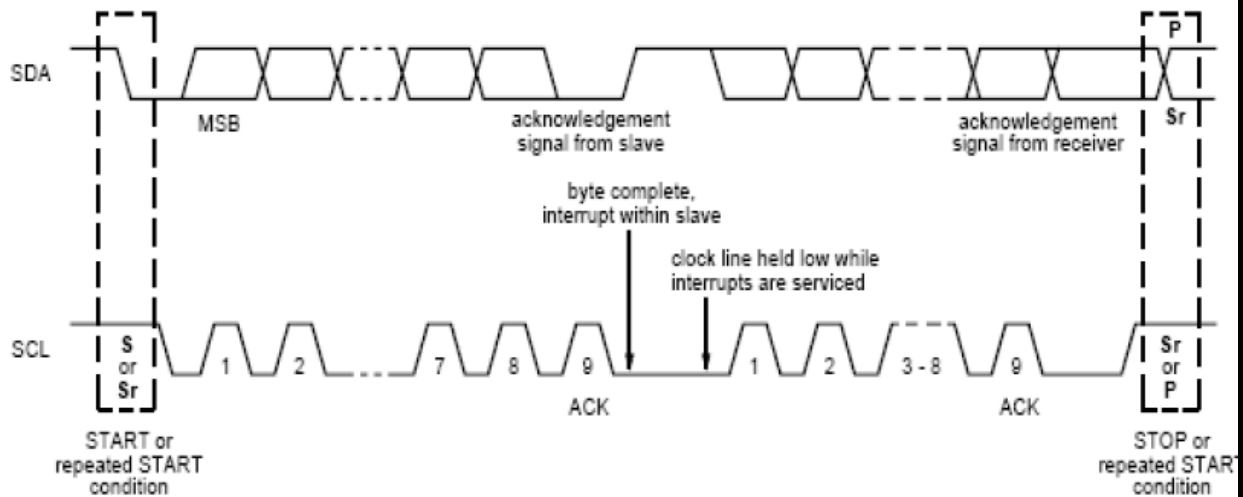 P
SDA
MSB
acknowledgement
signal from slave
acknowledgement
signal from receiver
Sr
byte complete,
interrupt within slave
clock line held low while
interrupts are serviced
SCL
S
or
Sr
1
2
7
8
9
1
2
3 - 8
9
Sr
or
P
ACK
ACK
START or
repeated START
condition
STOP or
repeated START
condition